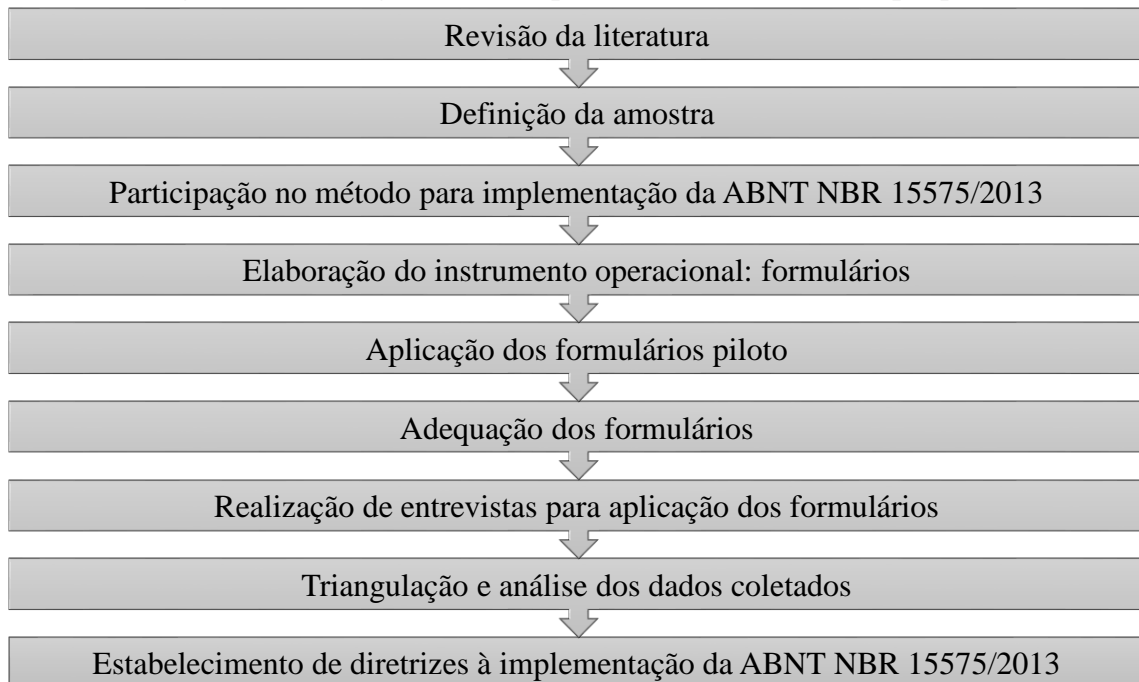 Revisão da literatura
Definição da amostra
Participação no método para implementação da ABNT NBR 15575/2013
Elaboração do instrumento operacional: formulários
Aplicação dos formulários piloto
Adequação dos formulários
Realização de entrevistas para aplicação dos formulários
Triangulação e análise dos dados coletados
Estabelecimento de diretrizes à implementação da ABNT NBR 15575/2013